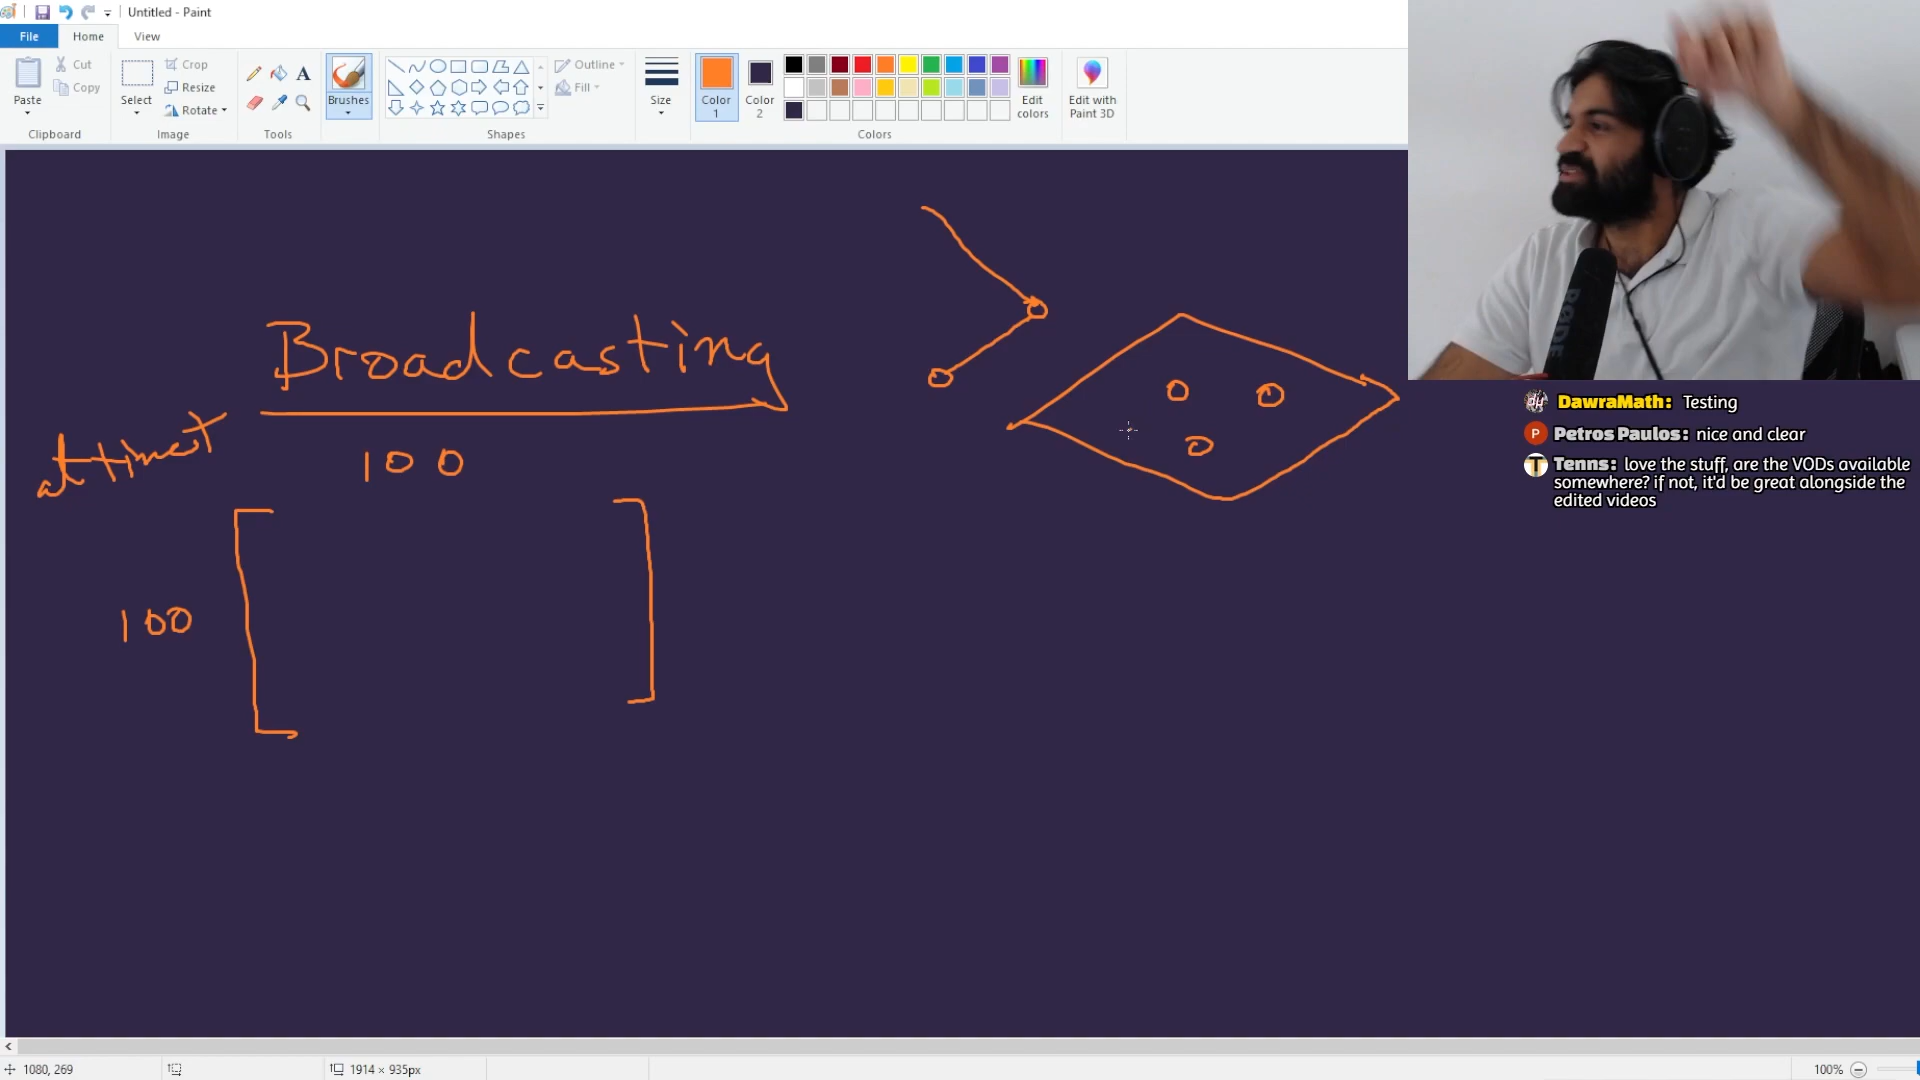 Untitled - Paint
File
Home
View
Paste
Cut
Copy
Clipboard
Select
Crop
Resize
Rotate
Image
A
Tools
Brushes
Shapes
Outline
Fill
Size
Color
1
Color
2
Colors
Edit
colors
Edit with
Paint 3D
Broadcasting
100
100
RØDE
DawraMath: Testing
P Petros Paulos: nice and clear
T Tenns: love the stuff, are the VODs available
somewhere? if not, it'd be great alongside the
edited videos
1080, 269
1914 × 935px
100%